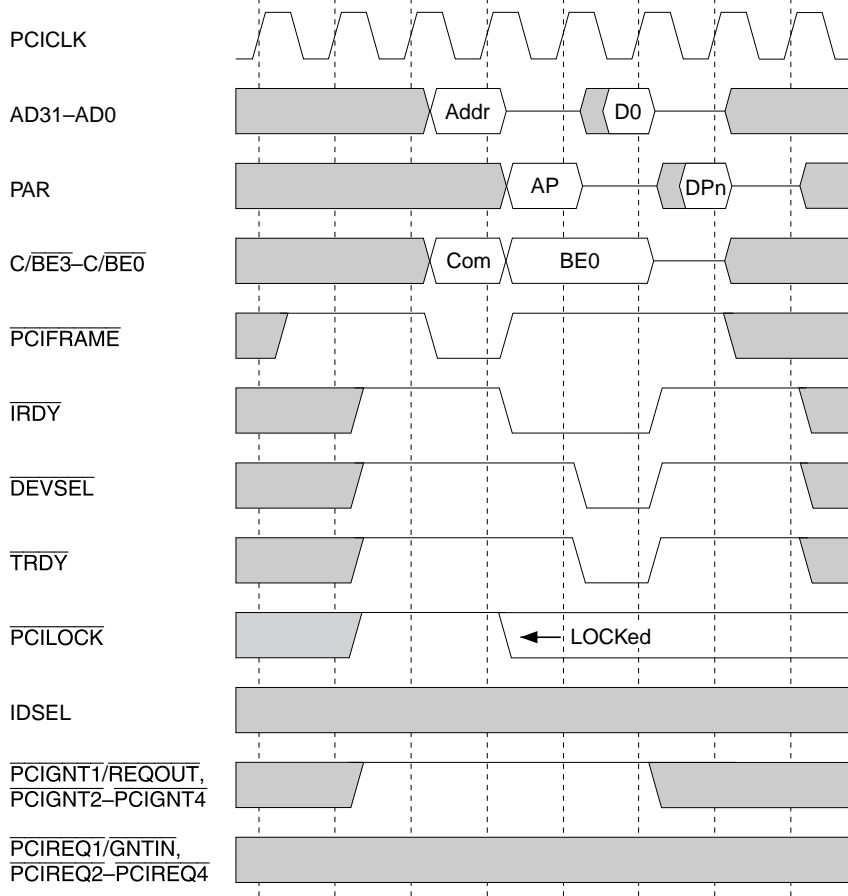 PCICLK
AD31–AD0 Addr D0
PAR AP DPn
C/BE3–C/BE0 Com BE0
PCIFRAME
IRDY
DEVSEL
TRDY
PCILOCK LOCKed
IDSEL
PCIGNT1/REQOUT,
PCIGNT2–PCIGNT4
PCIREQ1/GNTIN,
PCIREQ2–PCIREQ4